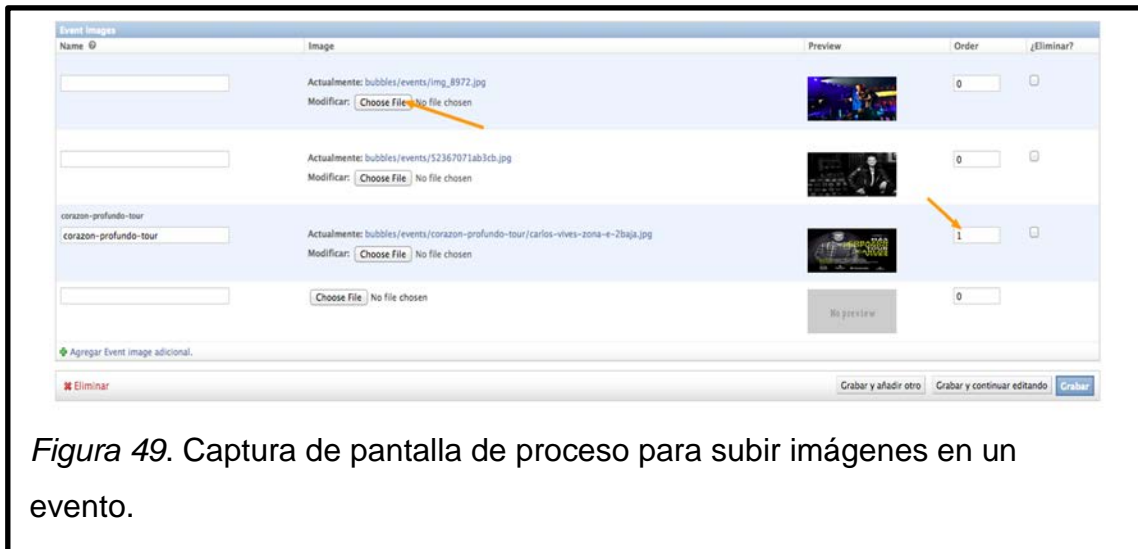 Event Images
Name Image Preview Order ¿Eliminar?
Actualmente: bubbles/events/img_8972.jpg
0
Modificar: Choose File No file chosen
Actualmente: bubbles/events/52367071ab3cb.jpg
0
Modificar: Choose File No file chosen
corazon-profundo-tour
corazon-profundo-tour
Actualmente: bubbles/events/corazon-profundo-tour/carlos-vives-zona-e-2baja.jpg
1
Modificar: Choose File No file chosen
MÁS
TOUR
VIVES
Choose File No file chosen
0
No preview
Agregar Event image adicional.
Eliminar
Grabar y añadir otro Grabar y continuar editando Grabar
Figura 49. Captura de pantalla de proceso para subir imágenes en un
evento.